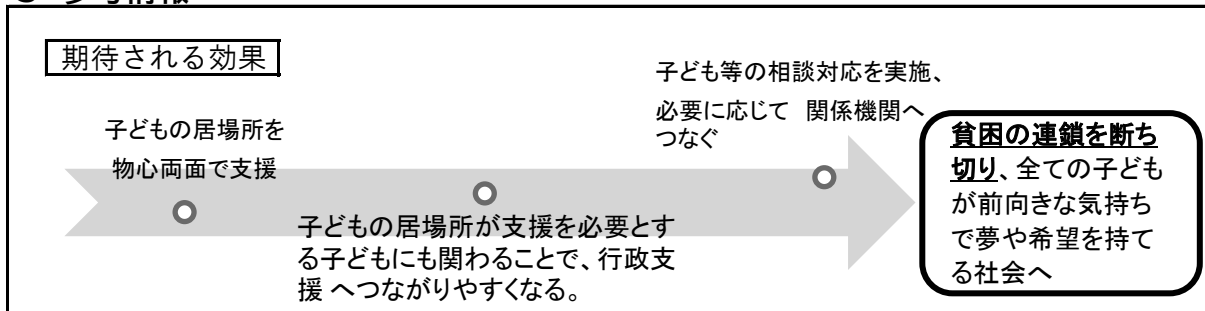 期待される効果
子どもの居場所を
物心両面で支援
子どもの居場所が支援を必要とす
る子どもにも関わることで、行政支
援 へつながりやすくなる。
子ども等の相談対応を実施、
必要に応じて 関係機関へ
つなぐ
貧困の連鎖を断ち
切り、全ての子ども
が前向きな気持ち
で夢や希望を持て
る社会へ